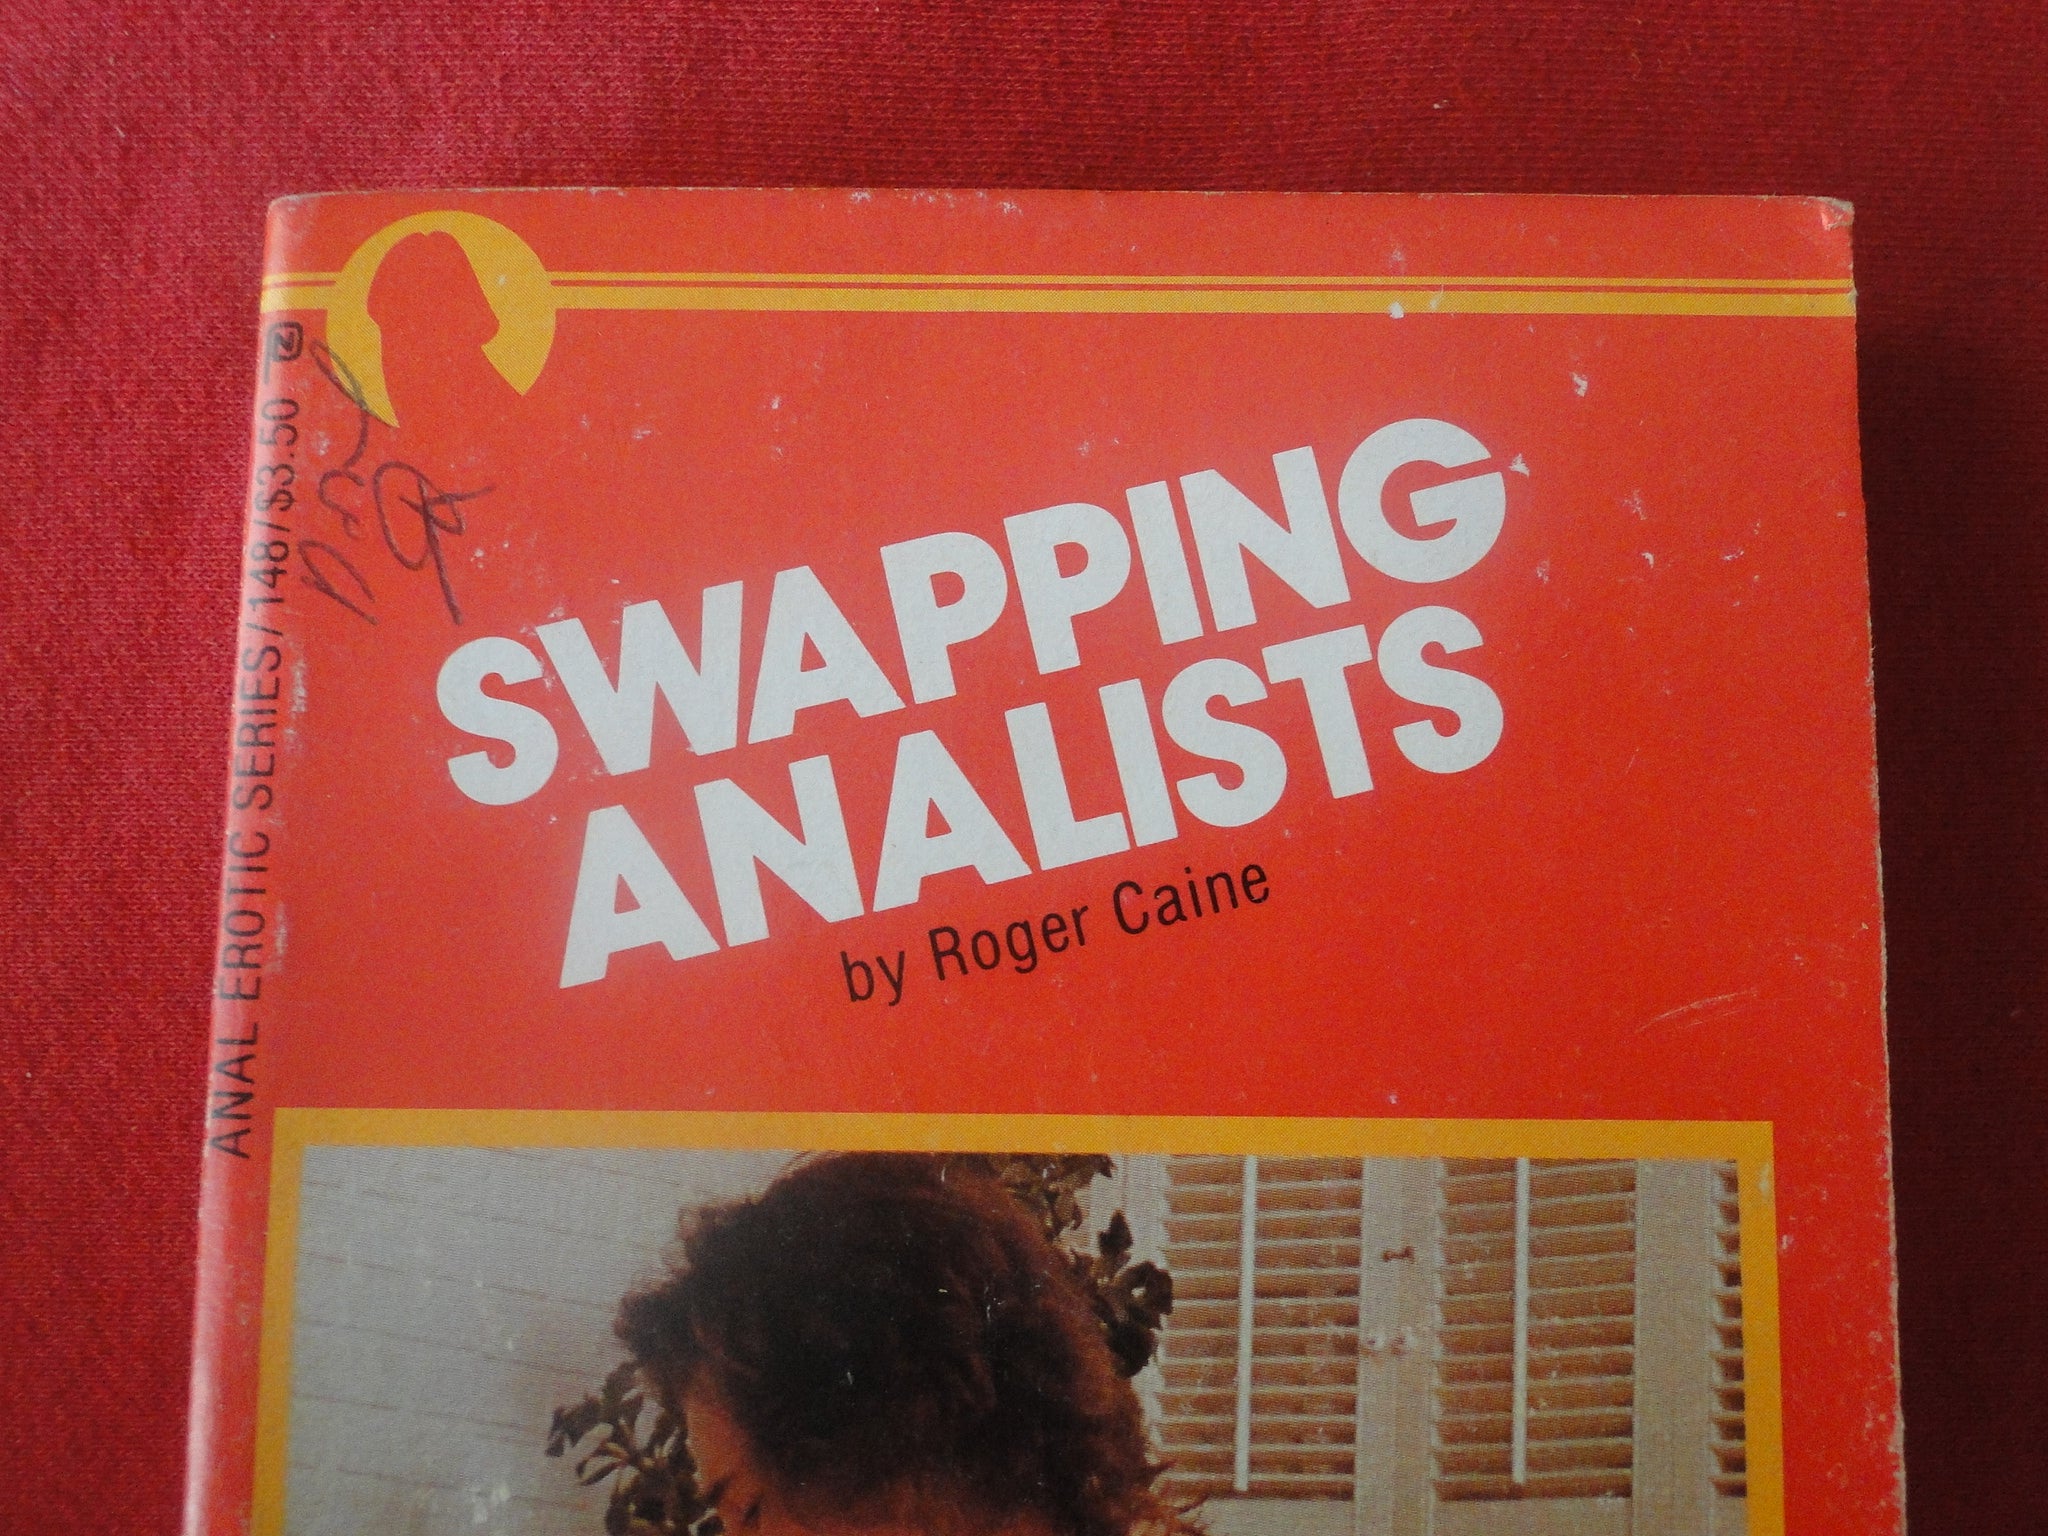 ANAL EROTIC SERIES/148/$3.50
SWAPPING
ANALISTS
by Roger Caine